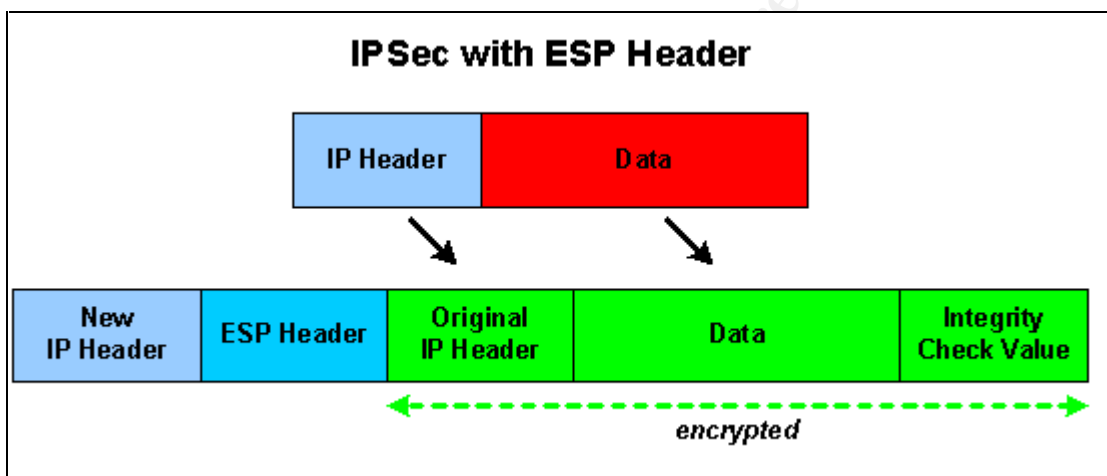 IPSec with ESP Header
IP Header
Data
New
IP Header
ESP Header
Original
IP Header
Data
Integrity
Check Value
encrypted